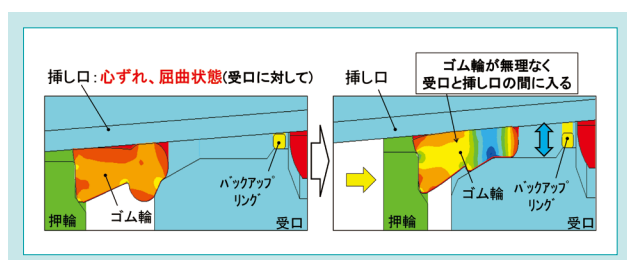 挿し口：心ずれ、屈曲状態(受口に対して)
ﾊﾞｯｸｱｯﾌﾟ
ﾘﾝｸﾞ
ゴム輪
押輪
受口
挿し口
ゴム輪が無理なく
受口と挿し口の間に入る
ゴム輪
ﾊﾞｯｸｱｯﾌﾟ
ﾘﾝｸﾞ
押輪
受口